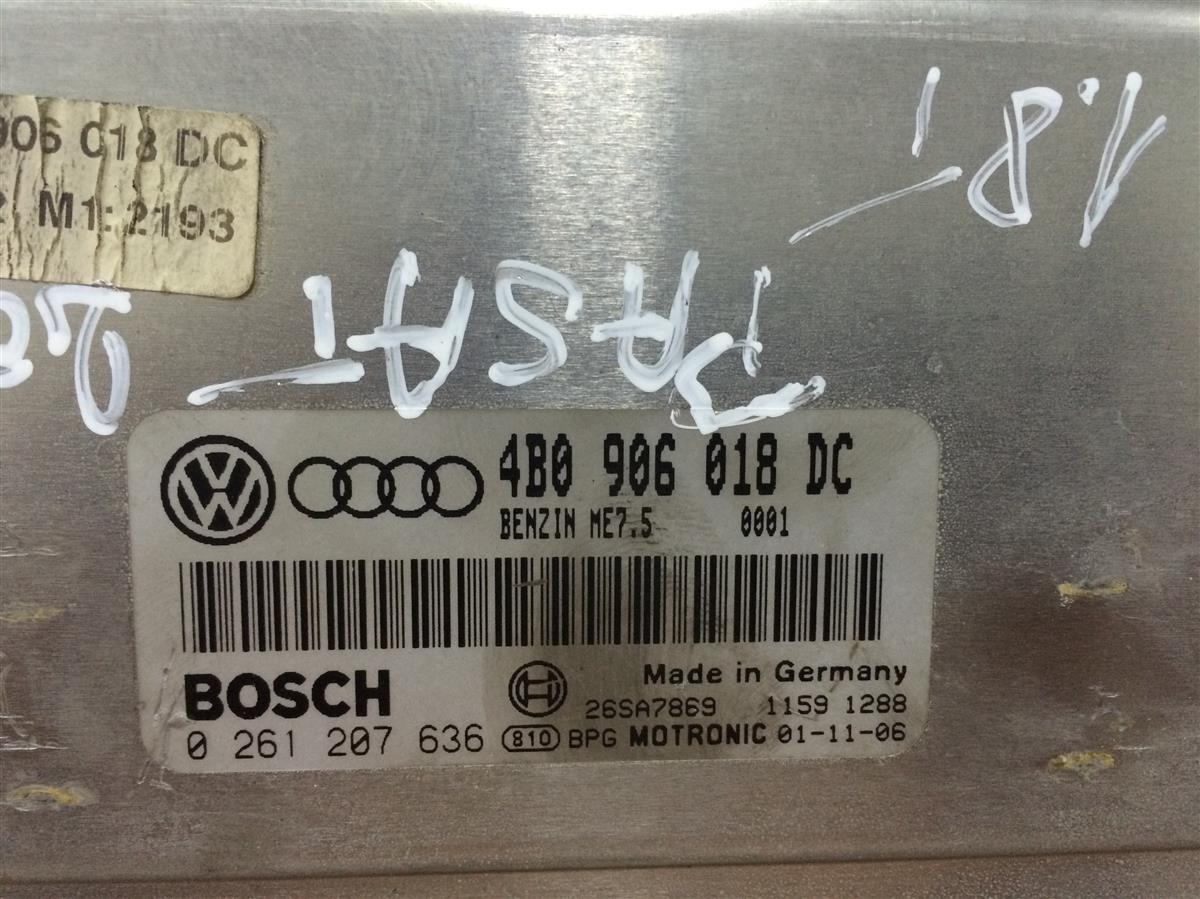 906 018 DC
M1: 2193
1.8T
PASAT
4B0 906 018 DC
BENZIN ME7.5 0001
BOSCH
Made in Germany
26SA7869 1159 1288
0 261 207 636 810 BPG MOTRONIC 01-11-06